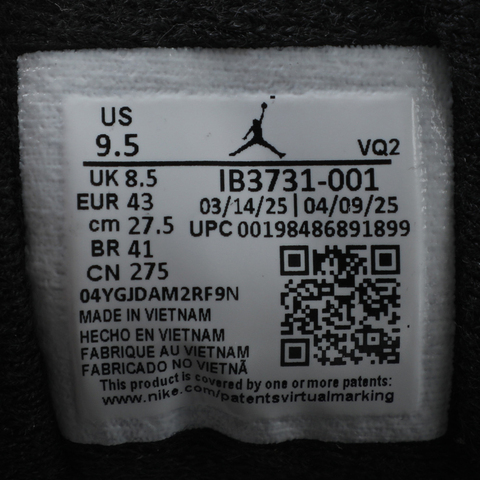 US
9.5
VQ2
UK 8.5
IB3731-001
EUR 43
03/14/25 | 04/09/25
cm 27.5
UPC 00198486891899
BR 41
CN 275
04YGJDAM2RF9N
MADE IN VIETNAM
HECHO EN VIETNAM
FABRIQUE AU VIETNAM
FABRICADO NO VIETNÃ
This product is covered by one or more patents:
www.nike.com/patentsvirtualmarking